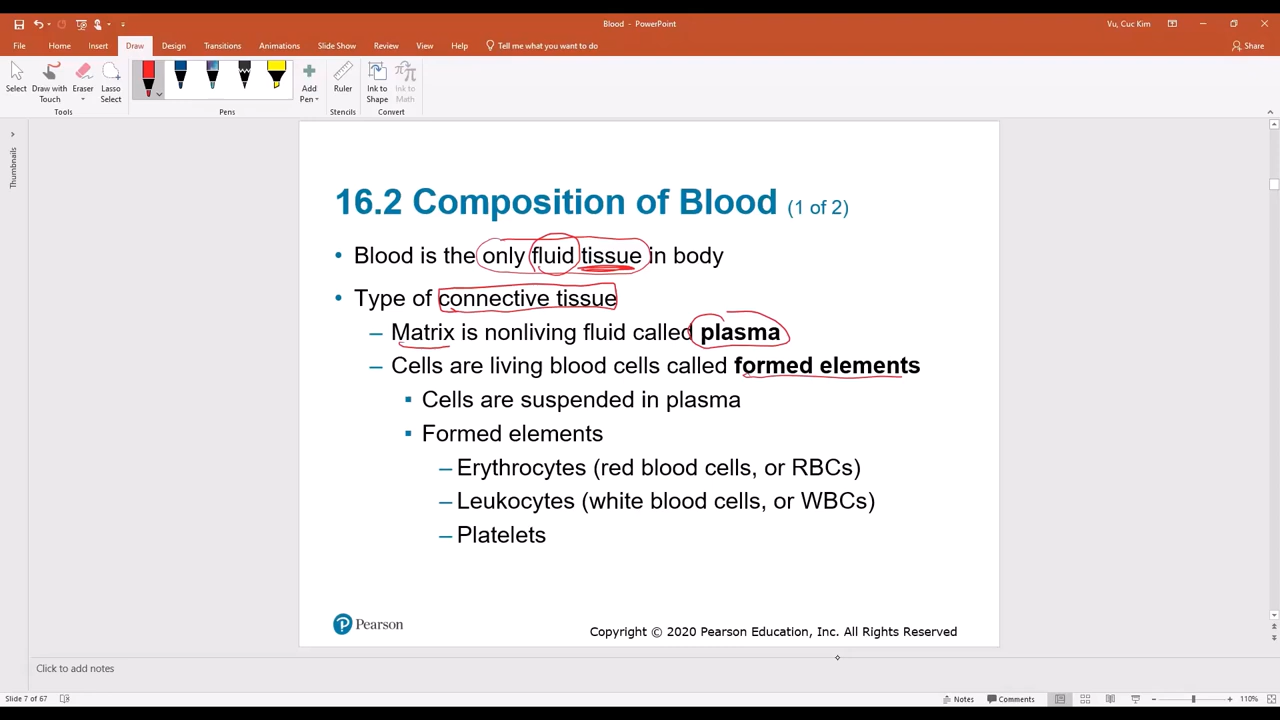 Blood - PowerPoint
Vu, Cuc Kim
File Home Insert Draw Design Transitions Animations Slide Show Review View Help Tell me what you want to do
Share
Select Draw with Touch Eraser Lasso Select
Add Pen Ruler Ink to Shape Ink to Math
Tools Pens Stencils Convert
Thumbnails
16.2 Composition of Blood (1 of 2)
• Blood is the only fluid tissue in body
• Type of connective tissue
– Matrix is nonliving fluid called plasma
– Cells are living blood cells called formed elements
▪ Cells are suspended in plasma
▪ Formed elements
– Erythrocytes (red blood cells, or RBCs)
– Leukocytes (white blood cells, or WBCs)
– Platelets
P Pearson
Copyright © 2020 Pearson Education, Inc. All Rights Reserved
Click to add notes
Slide 7 of 67
Notes Comments
110%